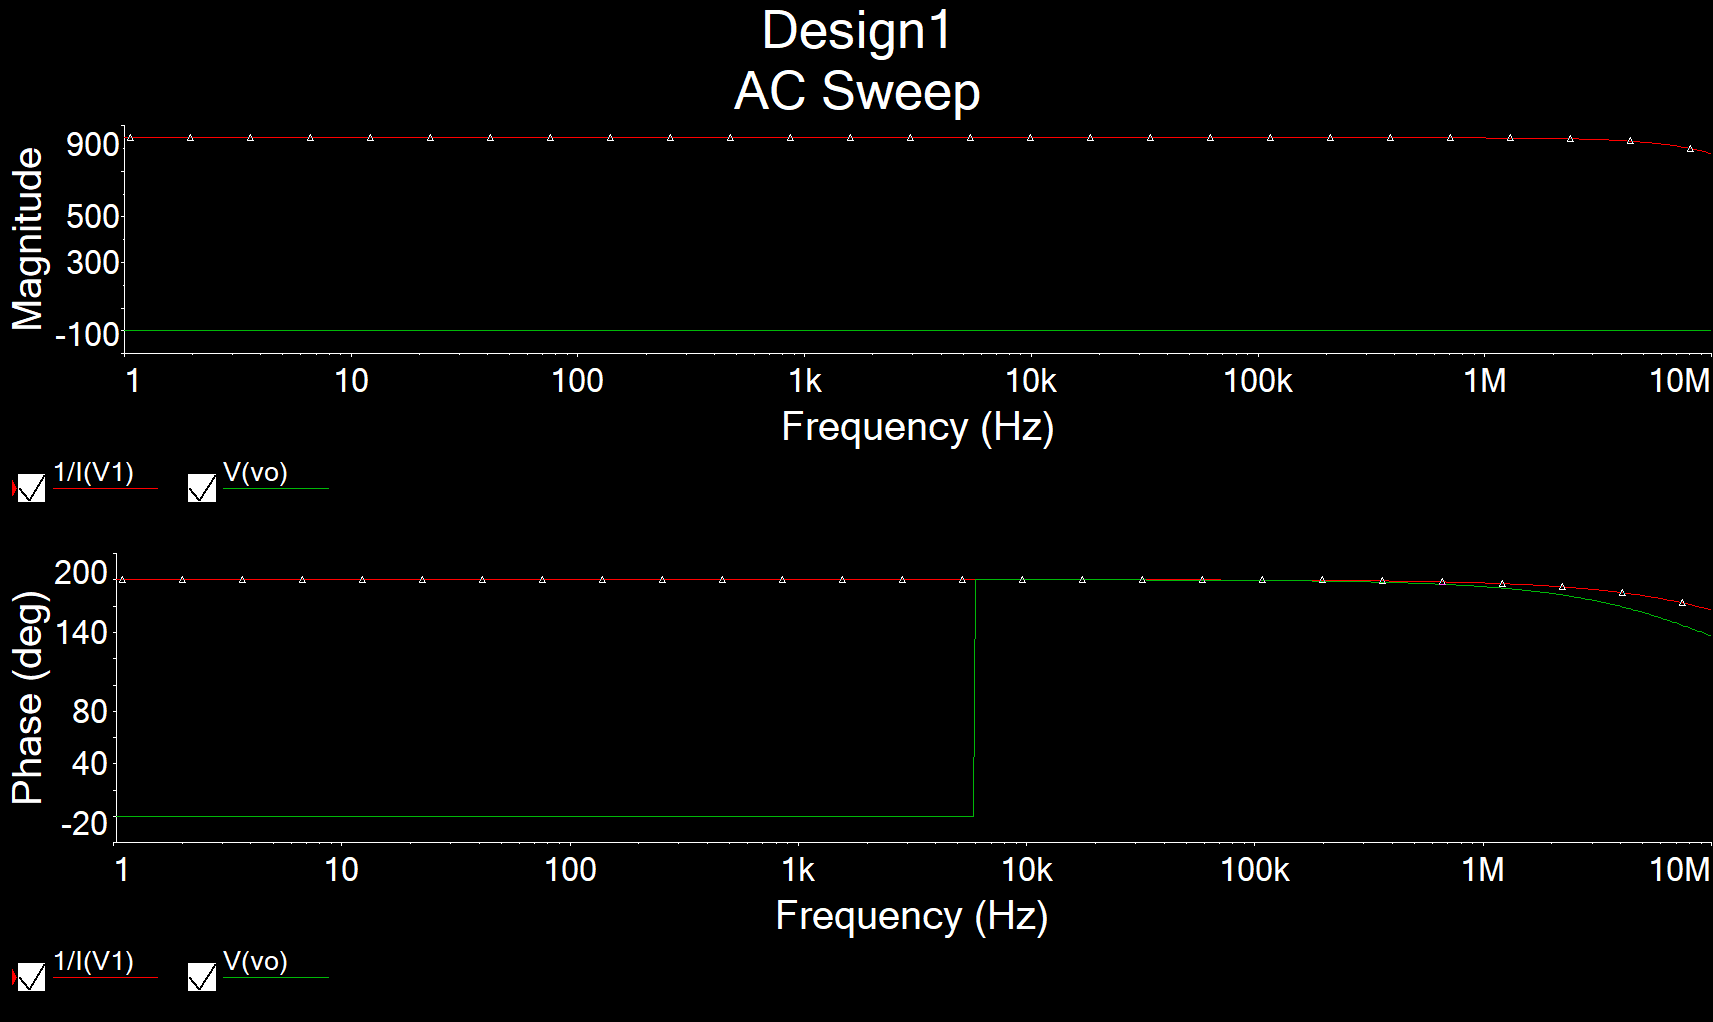 Design1
AC Sweep
Magnitude
900
500
300
-100
1 10 100 1k 10k 100k 1M 10M
Frequency (Hz)
1/I(V1) V(vo)
Phase (deg)
200
140
80
40
-20
1 10 100 1k 10k 100k 1M 10M
Frequency (Hz)
1/I(V1) V(vo)